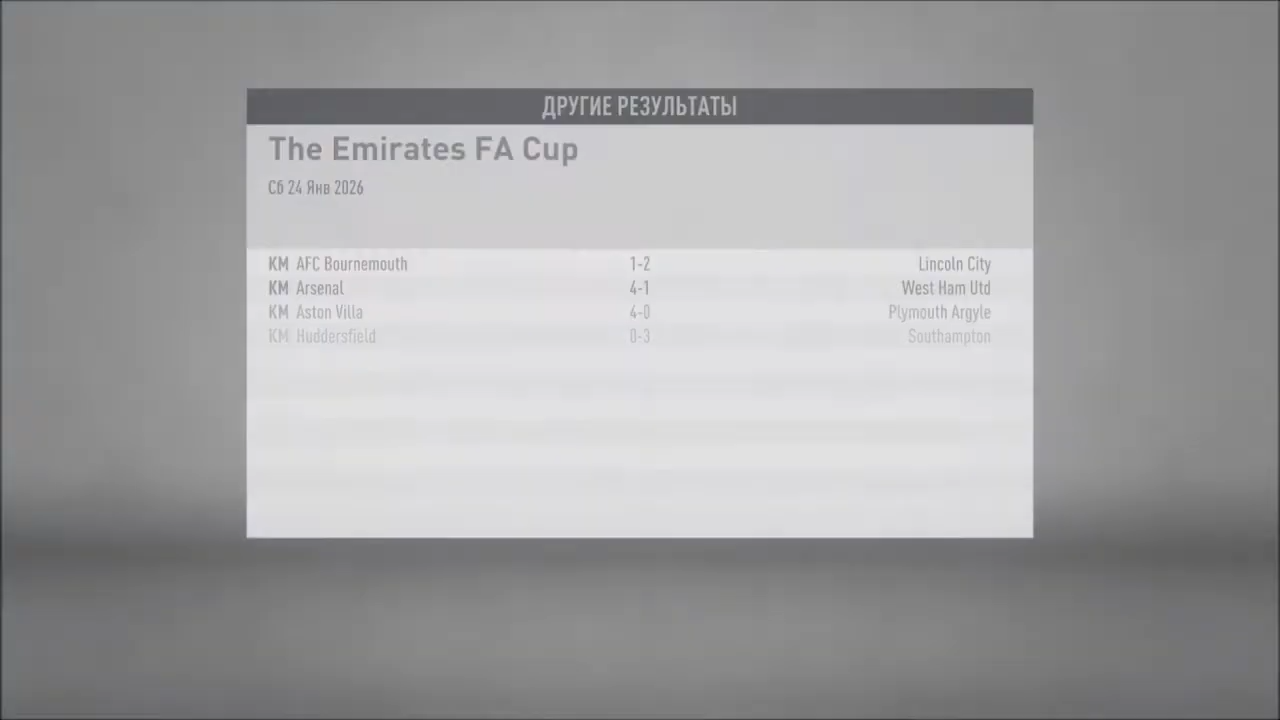 ДРУГИЕ РЕЗУЛЬТАТЫ
The Emirates FA Cup
Сб 24 Янв 2026
КМ AFC Bournemouth 1-2 Lincoln City
КМ Arsenal 4-1 West Ham Utd
КМ Aston Villa 4-0 Plymouth Argyle
КМ Huddersfield 0-3 Southampton